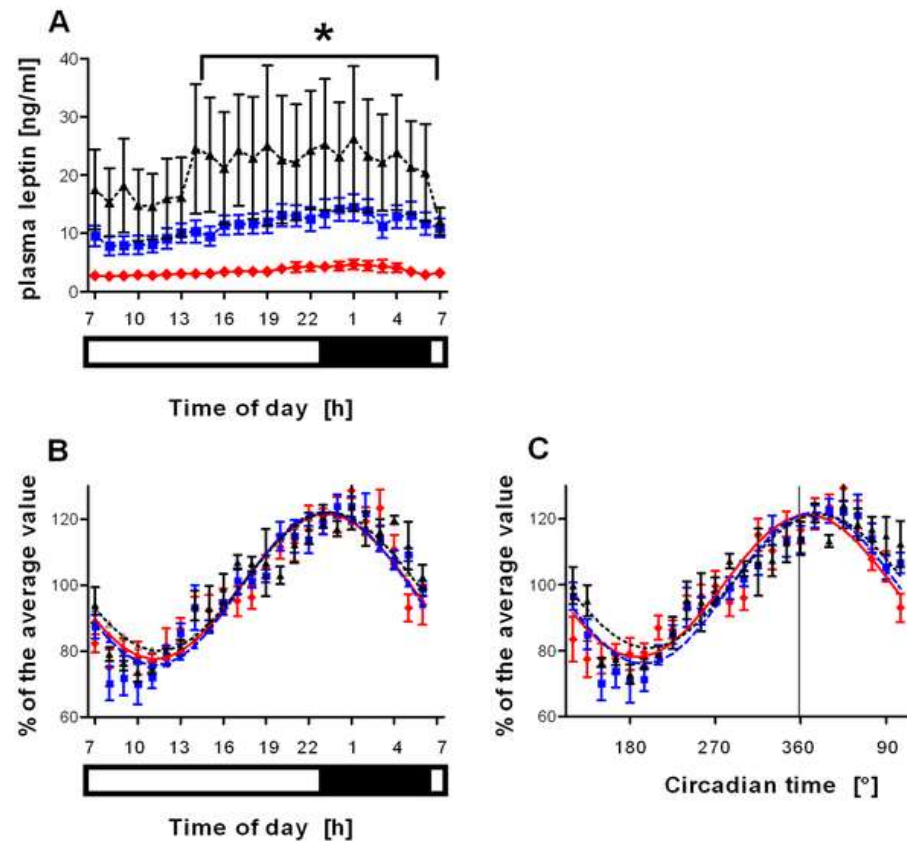 A
*
plasma leptin [ng/ml]
40
30
20
10
0
7 10 13 16 19 22 1 4 7
Time of day [h]
B
% of the average value
120
100
80
60
7 10 13 16 19 22 1 4 7
Time of day [h]
C
% of the average value
120
100
80
60
180 270 360 90
Circadian time [°]